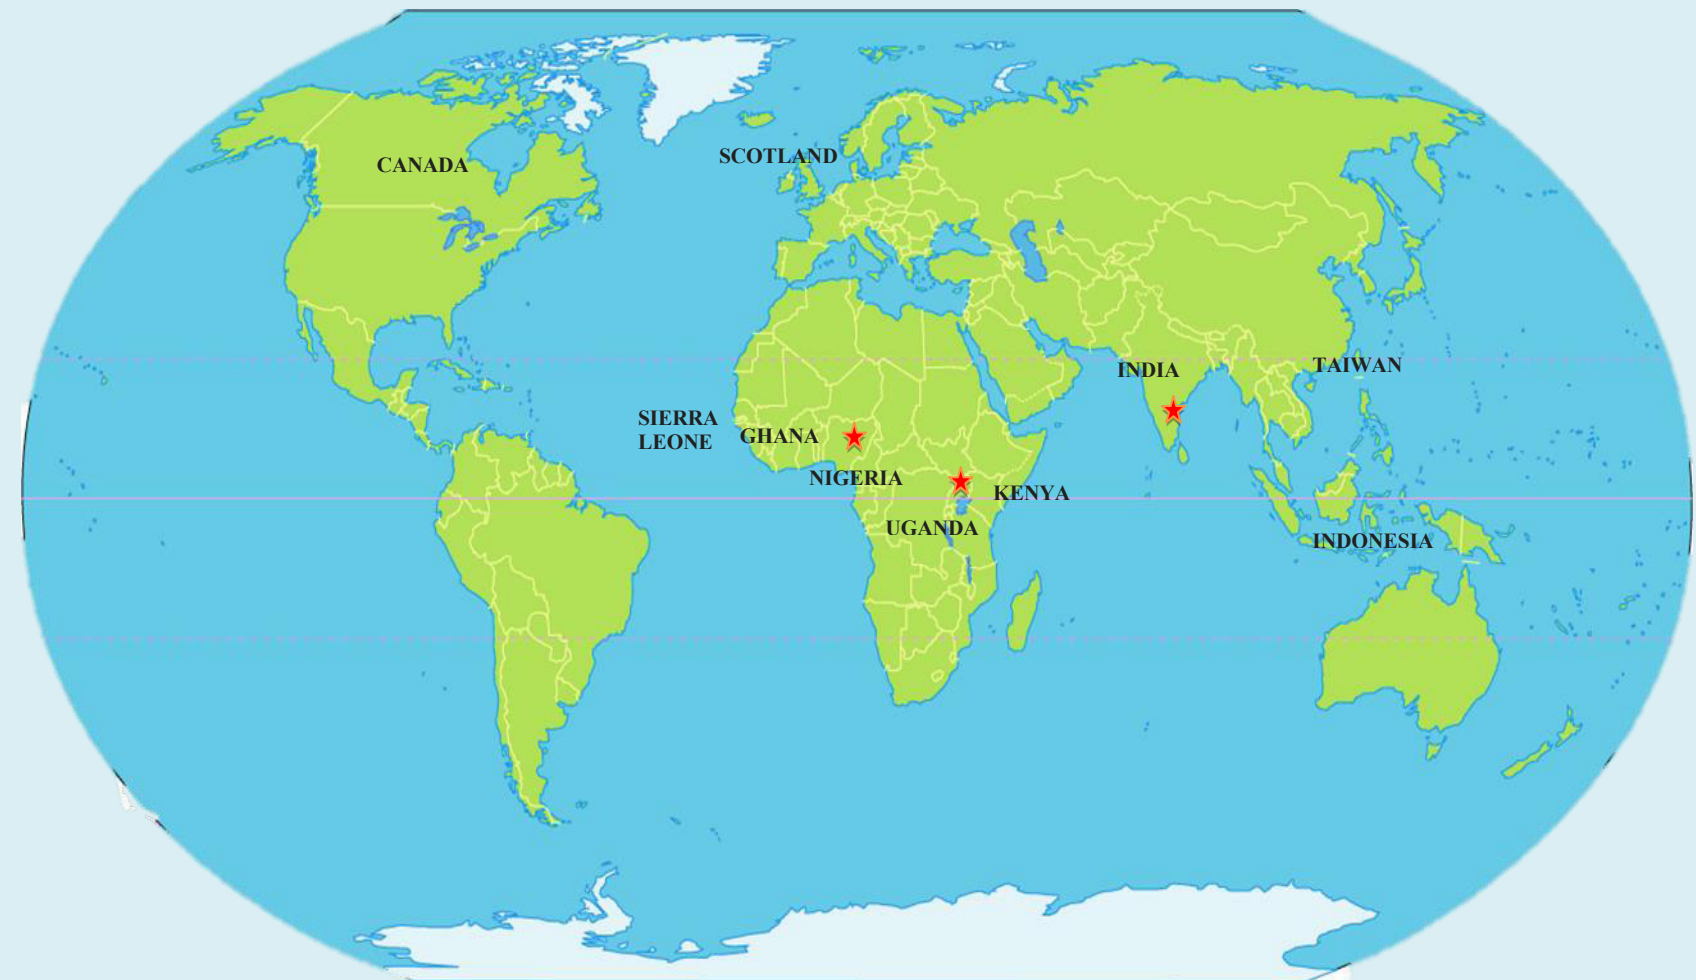 SCOTLAND
CANADA
TAIWAN
INDIA
SIERRA
LEONE
GHANA
NIGERIA
KENYA
UGANDA
INDONESIA